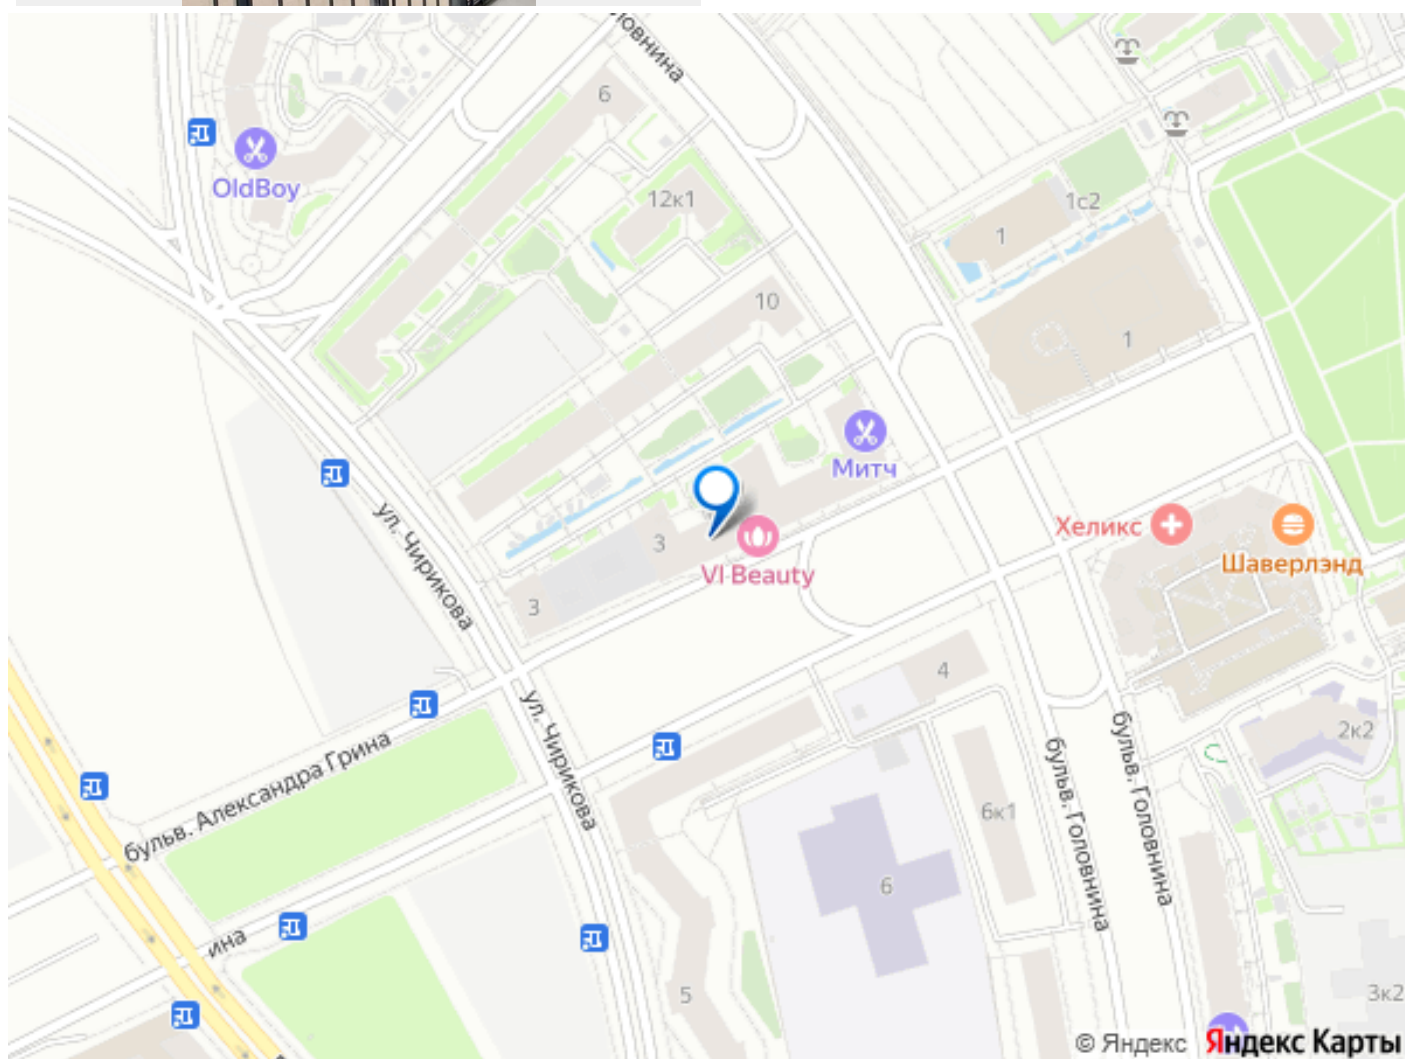 ловнина
6
OldBoy
12к1
1с2
1
10
1
Митч
ул. Чирикова
3
VI Beauty
Хеликс
Шаверлэнд
3
4
ул. Чирикова
бульв. Александра Грина
бульв. Головнина
бульв. Головнина
2к2
6к1
6
ина
5
3к2
© Яндекс Яндекс Карты